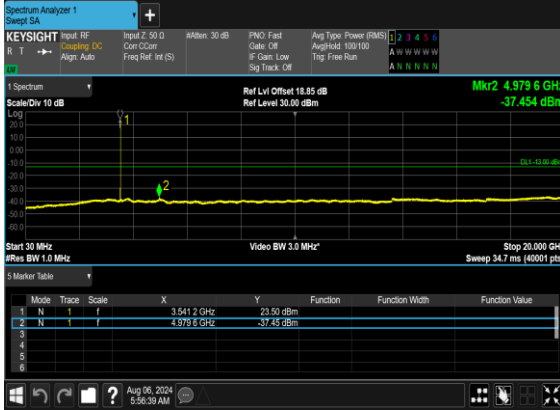 Spectrum Analyzer 1
Swept SA
+
KEYSIGHT Input: RF Input Z: 50 Ω #Atten: 30 dB PNO: Fast Avg Type: Power (RMS) 1 2 3 4 5 6
R T Coupling: DC Corr CCorr Gate: Off Avg|Hold: 100/100 A W W W W W
Align: Auto Freq Ref: Int (S) IF Gain: Low Trig: Free Run
Sig Track: Off A N N N N N
1 Spectrum
Scale/Div 10 dB
Ref Lvl Offset 18.85 dB
Ref Level 30.00 dBm
Mkr2 4.979 6 GHz
-37.454 dBm
Log
20.0
10.0
0.00
-10.0
-20.0
-30.0
-40.0
-50.0
-60.0
1
2
DL1 -13.00 dBm
Start 30 MHz Video BW 3.0 MHz* Stop 20.000 GH
#Res BW 1.0 MHz Sweep 34.7 ms (40001 pts
5 Marker Table
Mode Trace Scale X Y Function Function Width Function Value
1 N 1 f 3.541 2 GHz 23.50 dBm
2 N 1 f 4.979 6 GHz -37.45 dBm
3
4
5
6
? Aug 06, 2024
5:56:39 AM